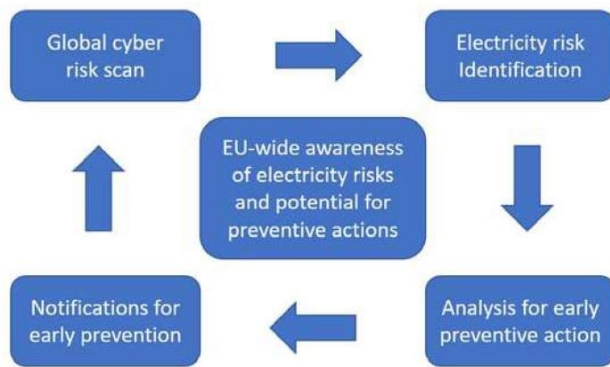 Global cyber
risk scan
Electricity risk
Identification
EU-wide awareness
of electricity risks
and potential for
preventive actions
Notifications for
early prevention
Analysis for early
preventive action